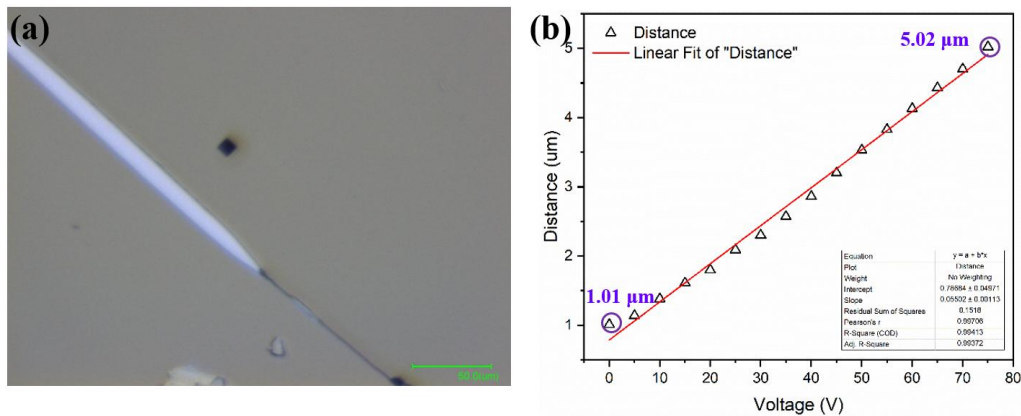 (a)
50.0(um)
(b)
5.02 μm
Distance
Linear Fit of "Distance"
5
4
3
2
1
Distance (um)
1.01 μm
Equation y = a + b*x
Plot Distance
Weight No Weighting
Intercept 0.78664 ± 0.04971
Slope 0.05502 ± 0.00113
Residual Sum of Squares 0.1518
Pearson's r 0.99706
R-Square (COD) 0.99413
Adj. R-Square 0.99372
0 10 20 30 40 50 60 70 80
Voltage (V)